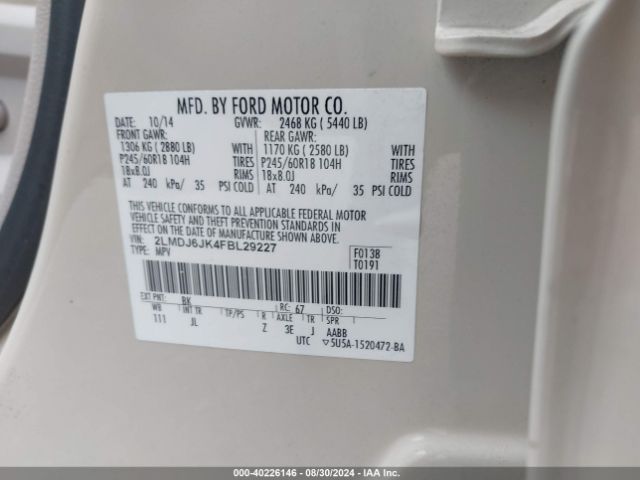 MFD. BY FORD MOTOR CO.
DATE: 10/14 GVWR: 2468 KG ( 5440 LB)
FRONT GAWR: REAR GAWR:
1306 KG ( 2880 LB) 1170 KG ( 2580 LB)
P245/60R18 104H TIRES P245/60R18 104H TIRES
18x8.0J RIMS 18x8.0J RIMS
AT 240 kPa/ 35 PSI COLD AT 240 kPa/ 35 PSI COLD
THIS VEHICLE CONFORMS TO ALL APPLICABLE FEDERAL MOTOR
VEHICLE SAFETY AND THEFT PREVENTION STANDARDS IN
EFFECT ON THE DATE OF MANUFACTURE SHOWN ABOVE.
VIN: 2LMDJ6JK4FBL29227 F0138
TYPE: MPV T0191
EXT PNT: BK RC: 67 DSO:
WB INT TR TP/PS R AXLE TR SPR
111 JL Z 3E J AABB
UTC ▽5U5A-1520472-BA
000-40226146 - 08/30/2024 - IAA Inc.